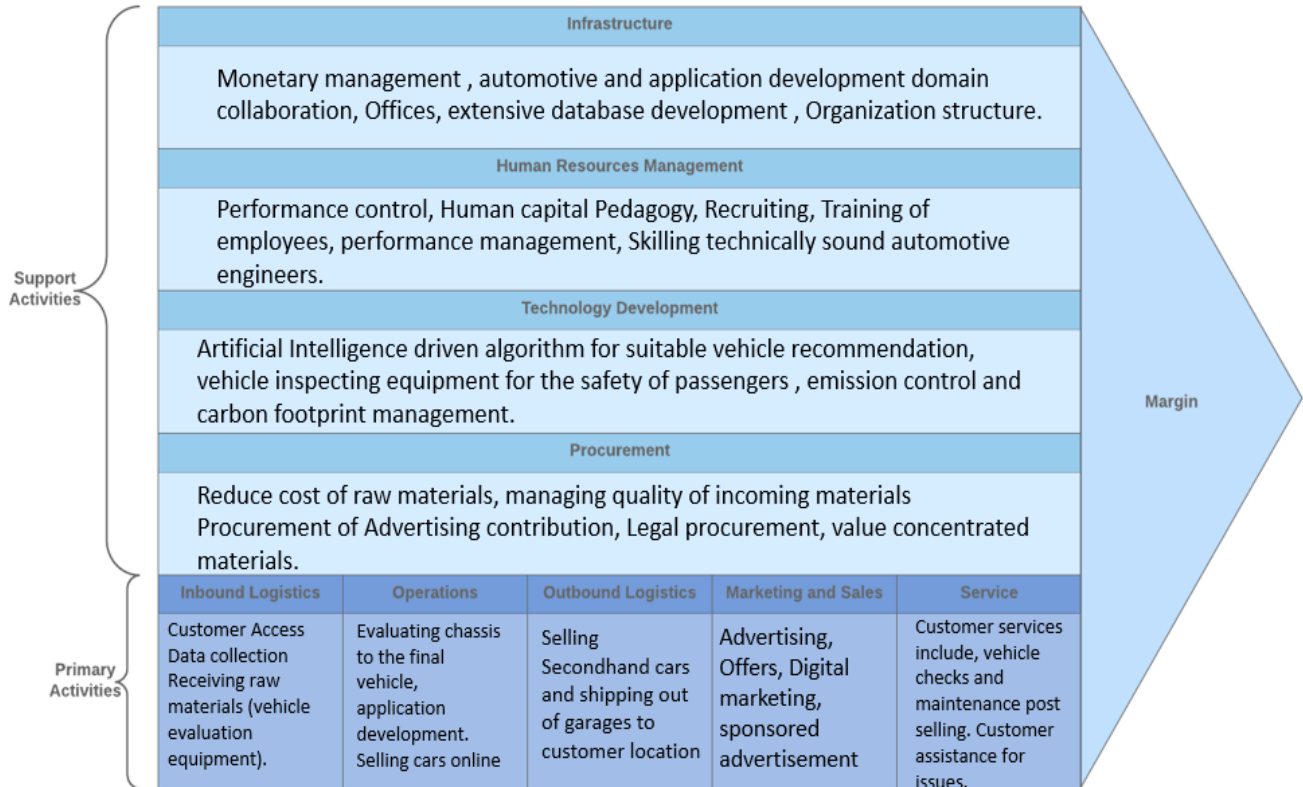 Infrastructure
Monetary management , automotive and application development domain
collaboration, Offices, extensive database development , Organization structure.
Human Resources Management
Performance control, Human capital Pedagogy, Recruiting, Training of
employees, performance management, Skilling technically sound automotive
engineers.
Support
Activities
Technology Development
Artificial Intelligence driven algorithm for suitable vehicle recommendation,
vehicle inspecting equipment for the safety of passengers , emission control and
carbon footprint management.
Margin
Procurement
Reduce cost of raw materials, managing quality of incoming materials
Procurement of Advertising contribution, Legal procurement, value concentrated
materials.
Primary
Activities
Inbound Logistics
Customer Access
Data collection
Receiving raw
materials (vehicle
evaluation
equipment).
Operations
Evaluating chassis
to the final
vehicle,
application
development.
Selling cars online
Outbound Logistics
Selling
Secondhand cars
and shipping out
of garages to
customer location
Marketing and Sales
Advertising,
Offers, Digital
marketing,
sponsored
advertisement
Service
Customer services
include, vehicle
checks and
maintenance post
selling. Customer
assistance for
issues.